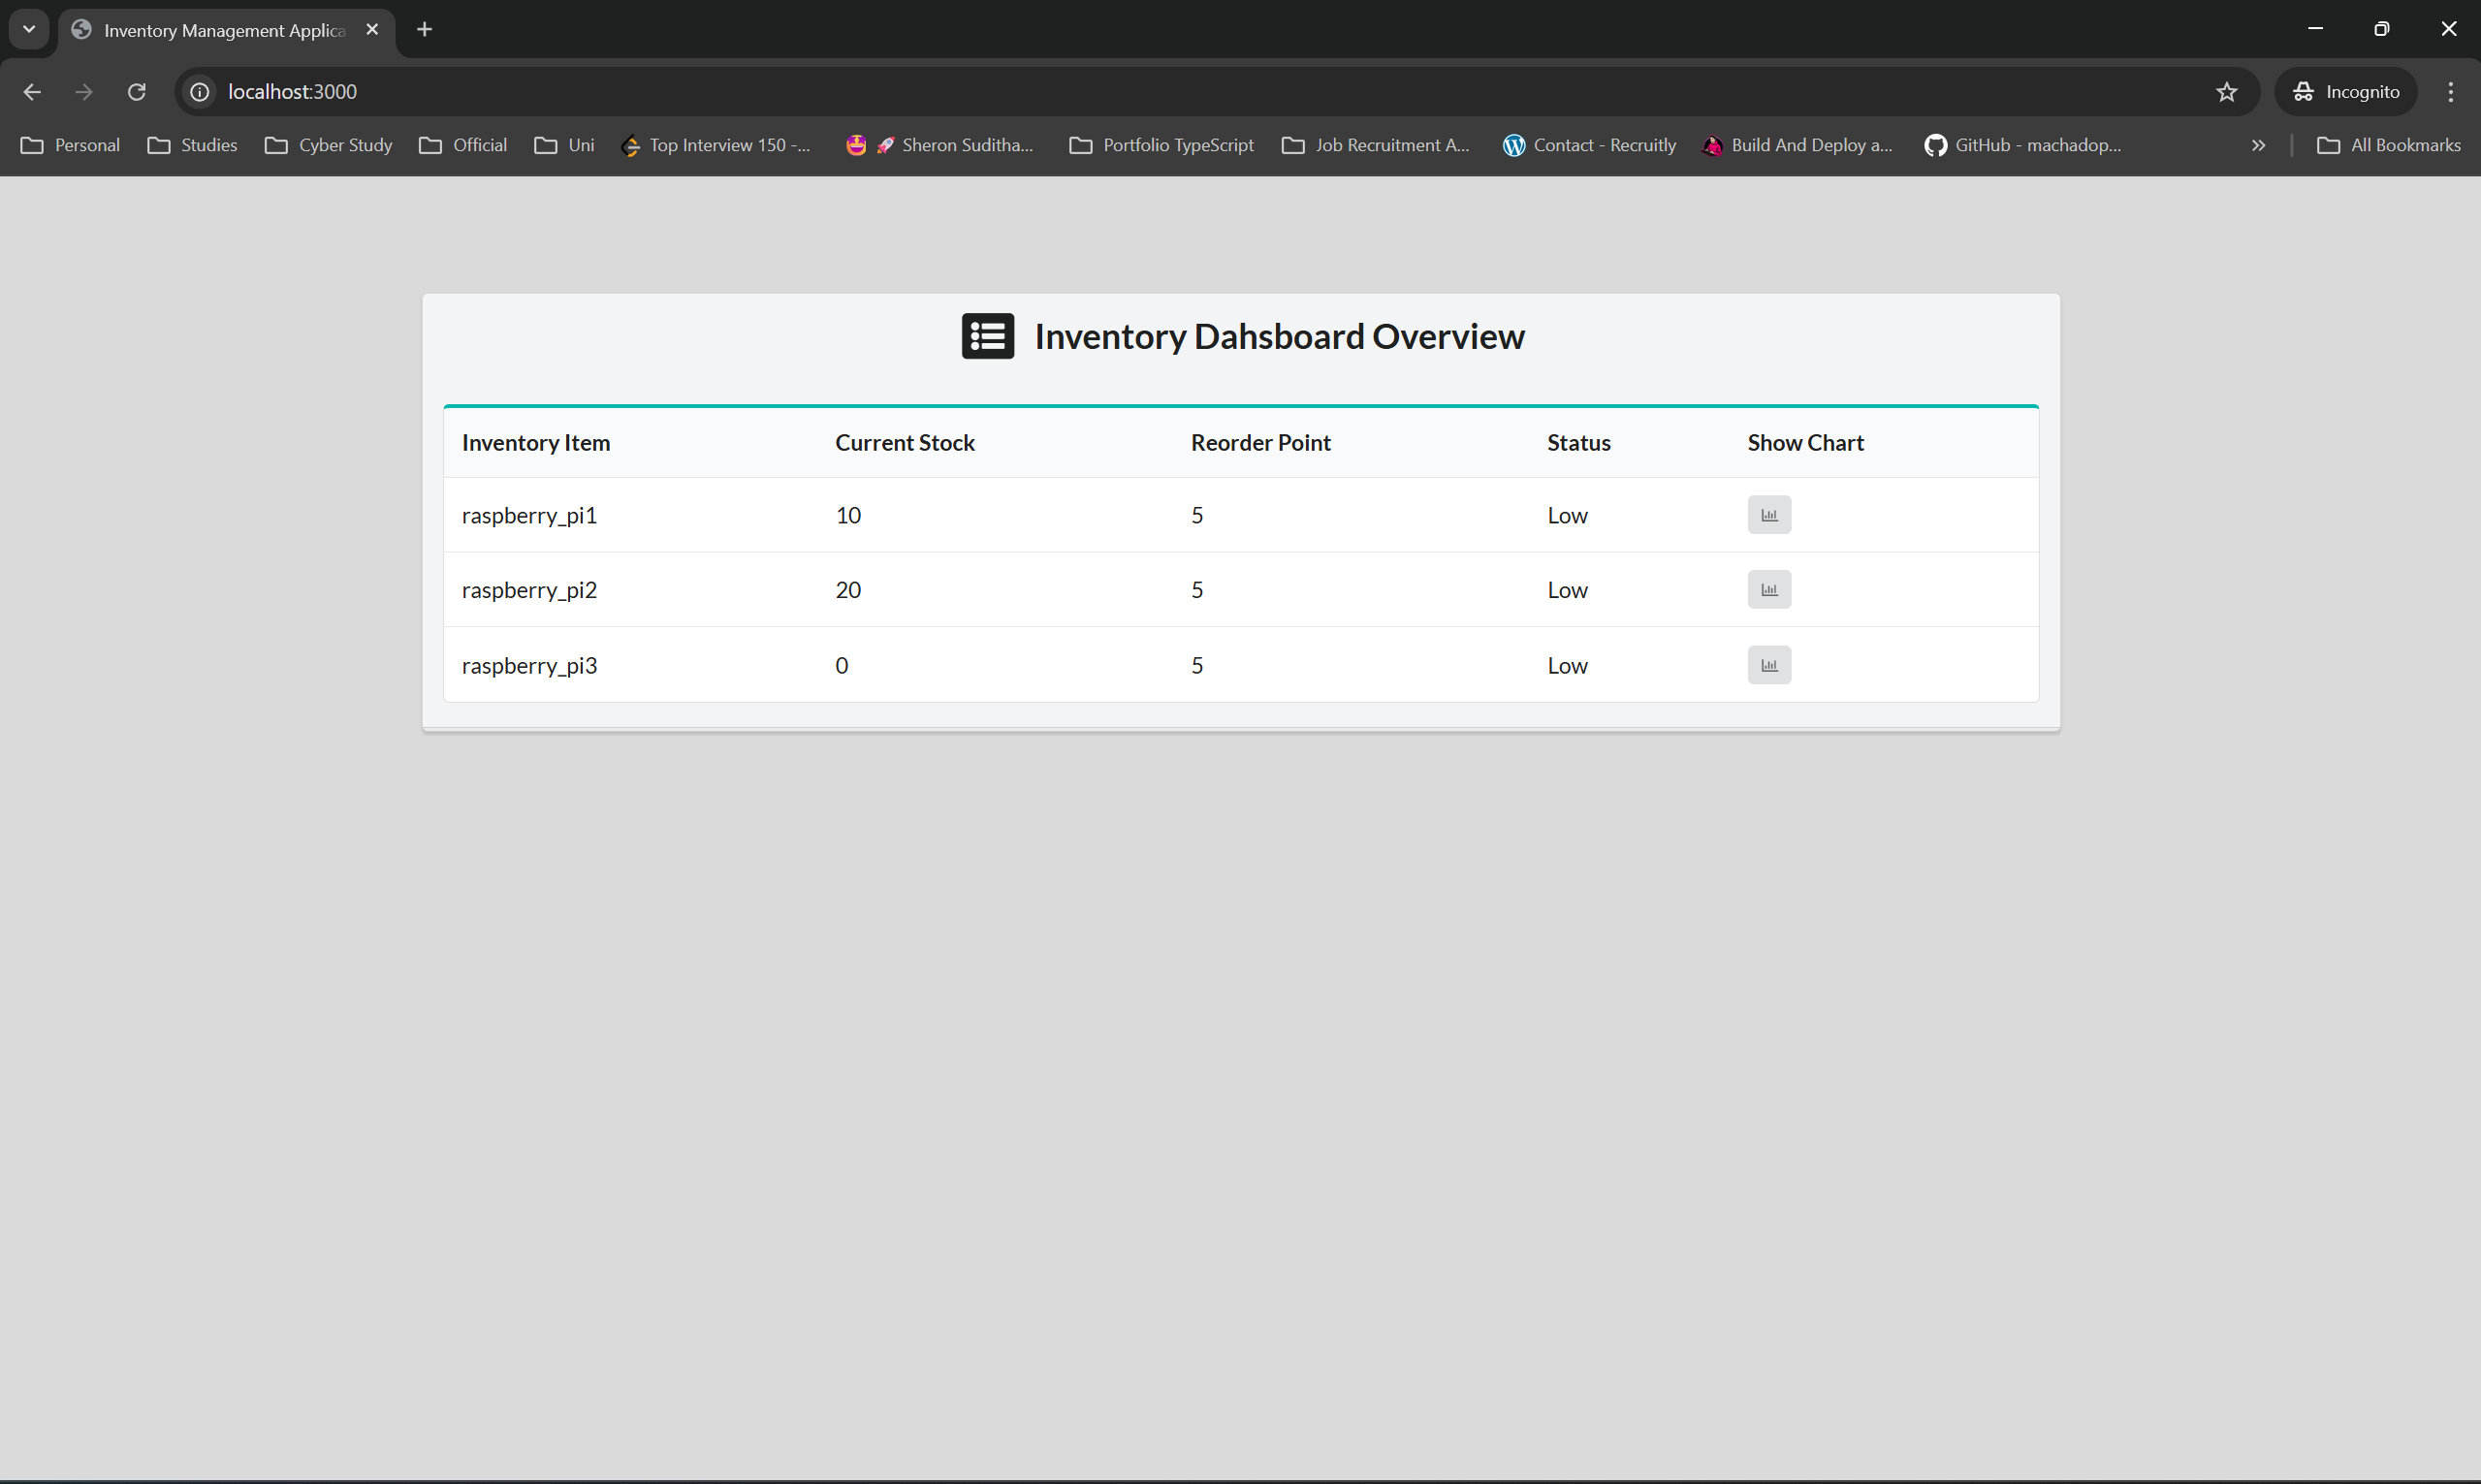 Inventory Management Applica
localhost:3000
Incognito
Personal
Studies
Cyber Study
Official
Uni
Top Interview 150 -...
Sheron Suditha...
Portfolio TypeScript
Job Recruitment A...
Contact - Recruitly
Build And Deploy a...
GitHub - machadop...
All Bookmarks
Inventory Dahsboard Overview
Inventory Item Current Stock Reorder Point Status Show Chart
raspberry_pi1 10 5 Low
raspberry_pi2 20 5 Low
raspberry_pi3 0 5 Low